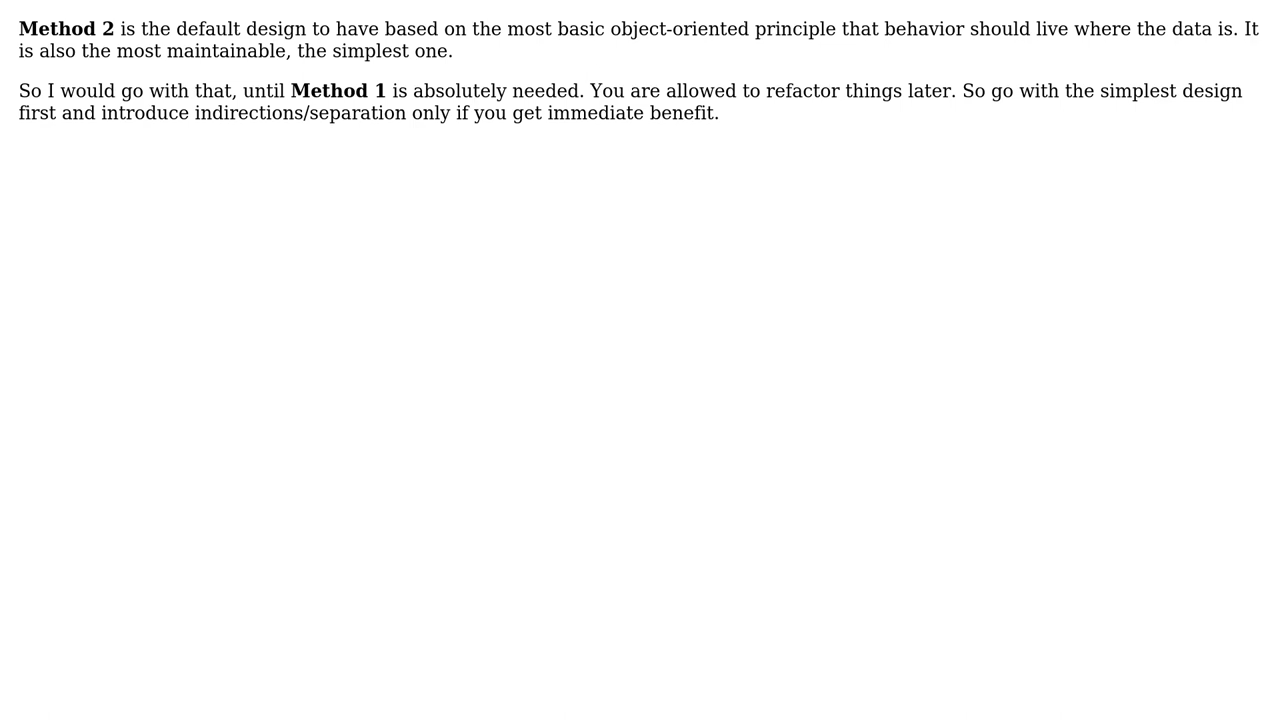 Method 2 is the default design to have based on the most basic object-oriented principle that behavior should live where the data is. It
is also the most maintainable, the simplest one.
So I would go with that, until Method 1 is absolutely needed. You are allowed to refactor things later. So go with the simplest design
first and introduce indirections/separation only if you get immediate benefit.